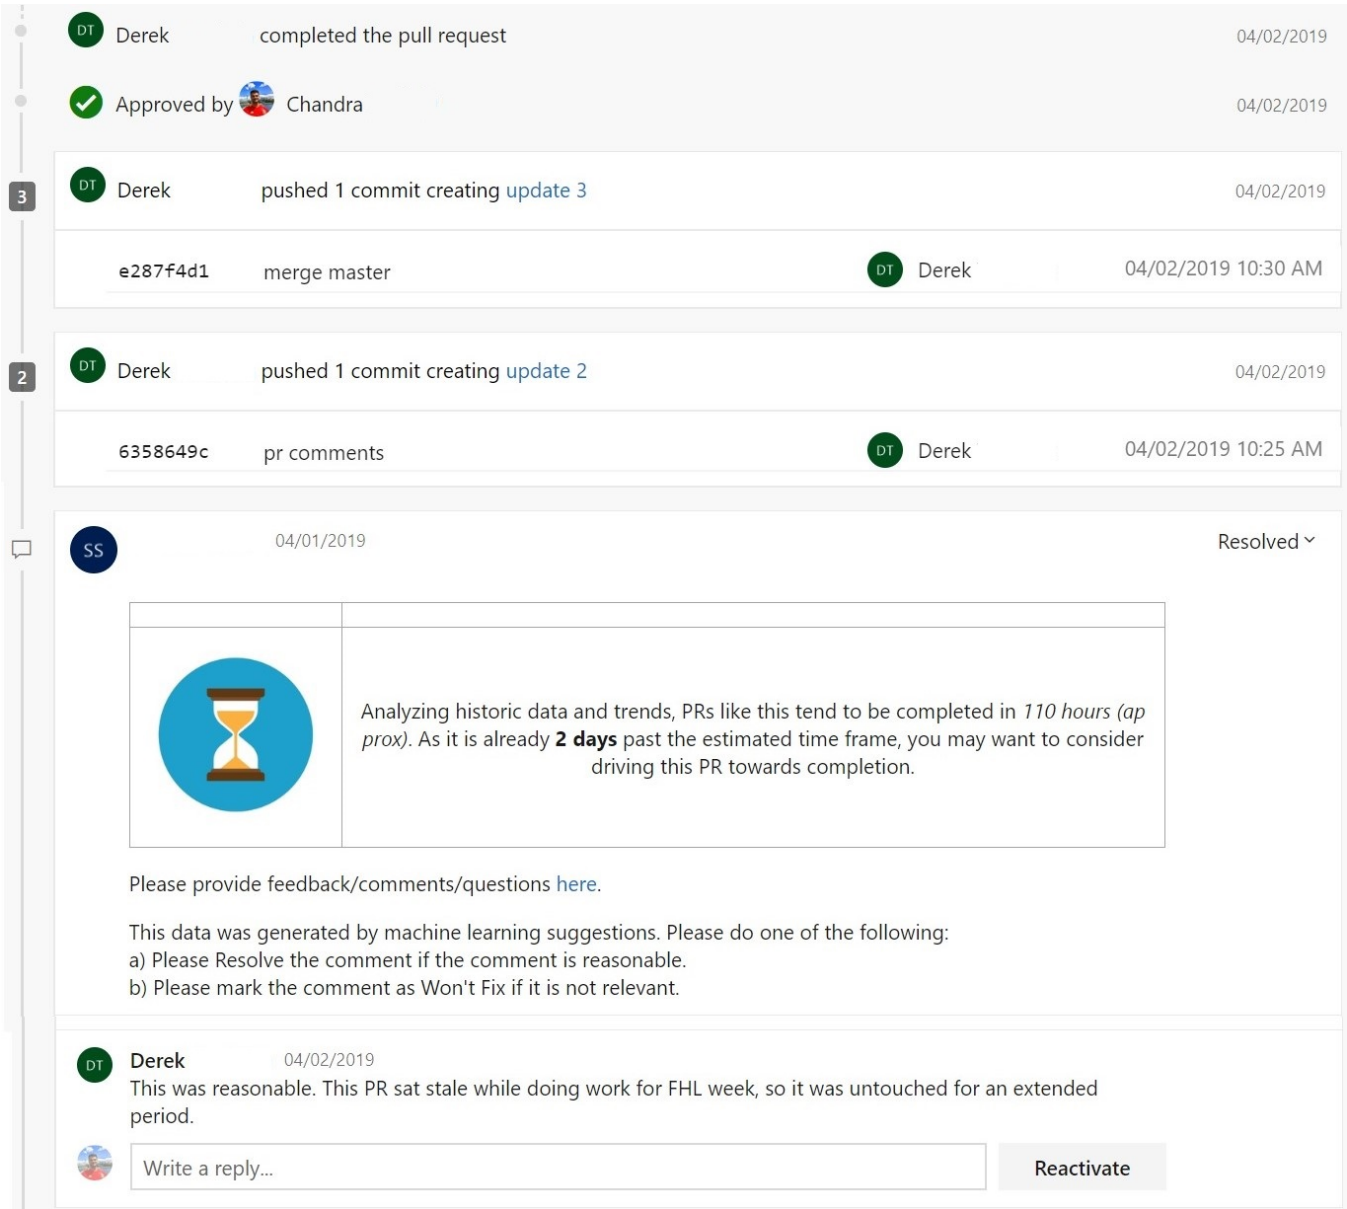 DT Derek completed the pull request 04/02/2019
Approved by Chandra 04/02/2019
3 DT Derek pushed 1 commit creating update 3 04/02/2019
e287f4d1 merge master DT Derek 04/02/2019 10:30 AM
2 DT Derek pushed 1 commit creating update 2 04/02/2019
6358649c pr comments DT Derek 04/02/2019 10:25 AM
SS 04/01/2019 Resolved
Analyzing historic data and trends, PRs like this tend to be completed in 110 hours (ap
prox). As it is already 2 days past the estimated time frame, you may want to consider
driving this PR towards completion.
Please provide feedback/comments/questions here.
This data was generated by machine learning suggestions. Please do one of the following:
a) Please Resolve the comment if the comment is reasonable.
b) Please mark the comment as Won't Fix if it is not relevant.
DT Derek 04/02/2019
This was reasonable. This PR sat stale while doing work for FHL week, so it was untouched for an extended
period.
Write a reply... Reactivate